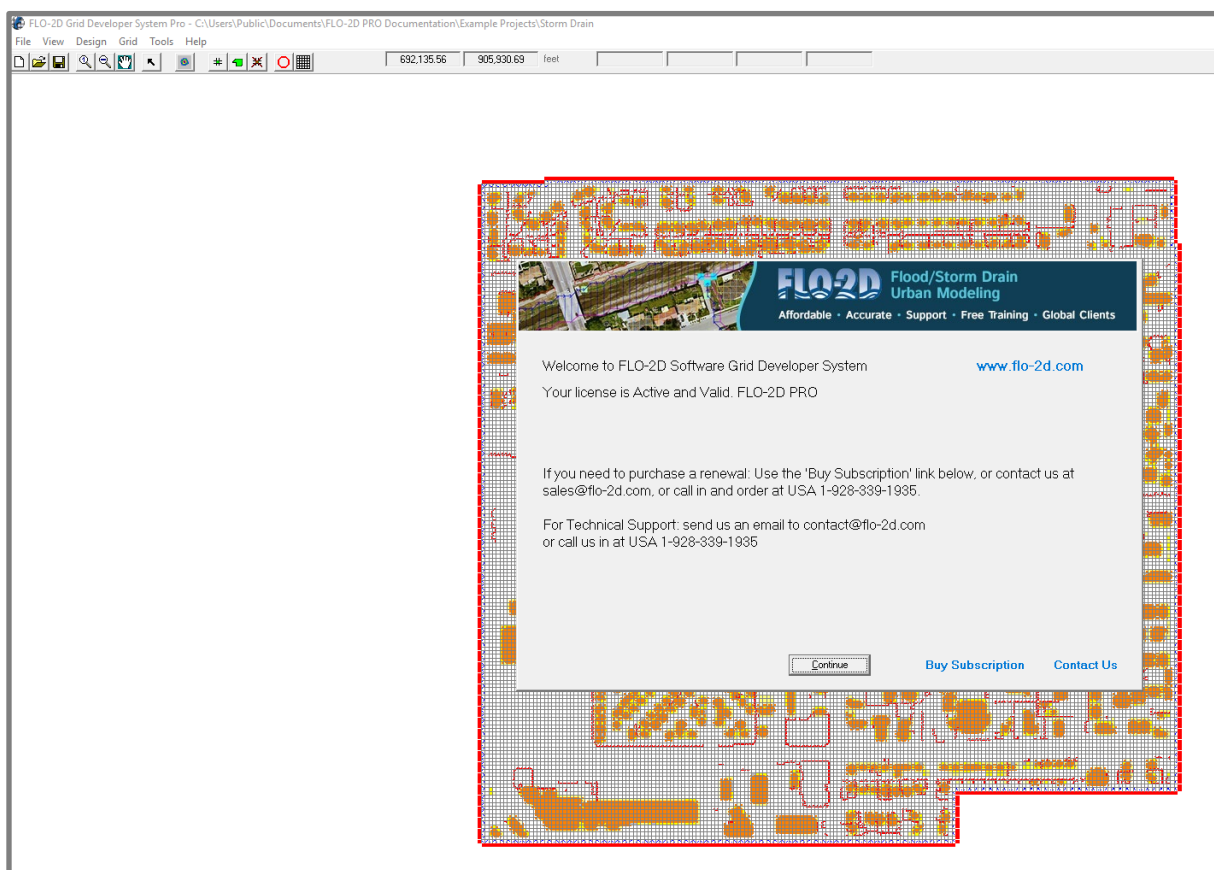 FLO-2D Grid Developer System Pro - C:\Users\Public\Documents\FLO-2D PRO Documentation\Example Projects\Storm Drain
File View Design Grid Tools Help
692,135.56 905,930.69 feet
FLO-2D Flood/Storm Drain
Urban Modeling
Affordable • Accurate • Support • Free Training • Global Clients
Welcome to FLO-2D Software Grid Developer System www.flo-2d.com
Your license is Active and Valid. FLO-2D PRO
If you need to purchase a renewal: Use the 'Buy Subscription' link below, or contact us at
sales@flo-2d.com, or call in and order at USA 1-928-339-1935.
For Technical Support: send us an email to contact@flo-2d.com
or call us in at USA 1-928-339-1935
Continue Buy Subscription Contact Us